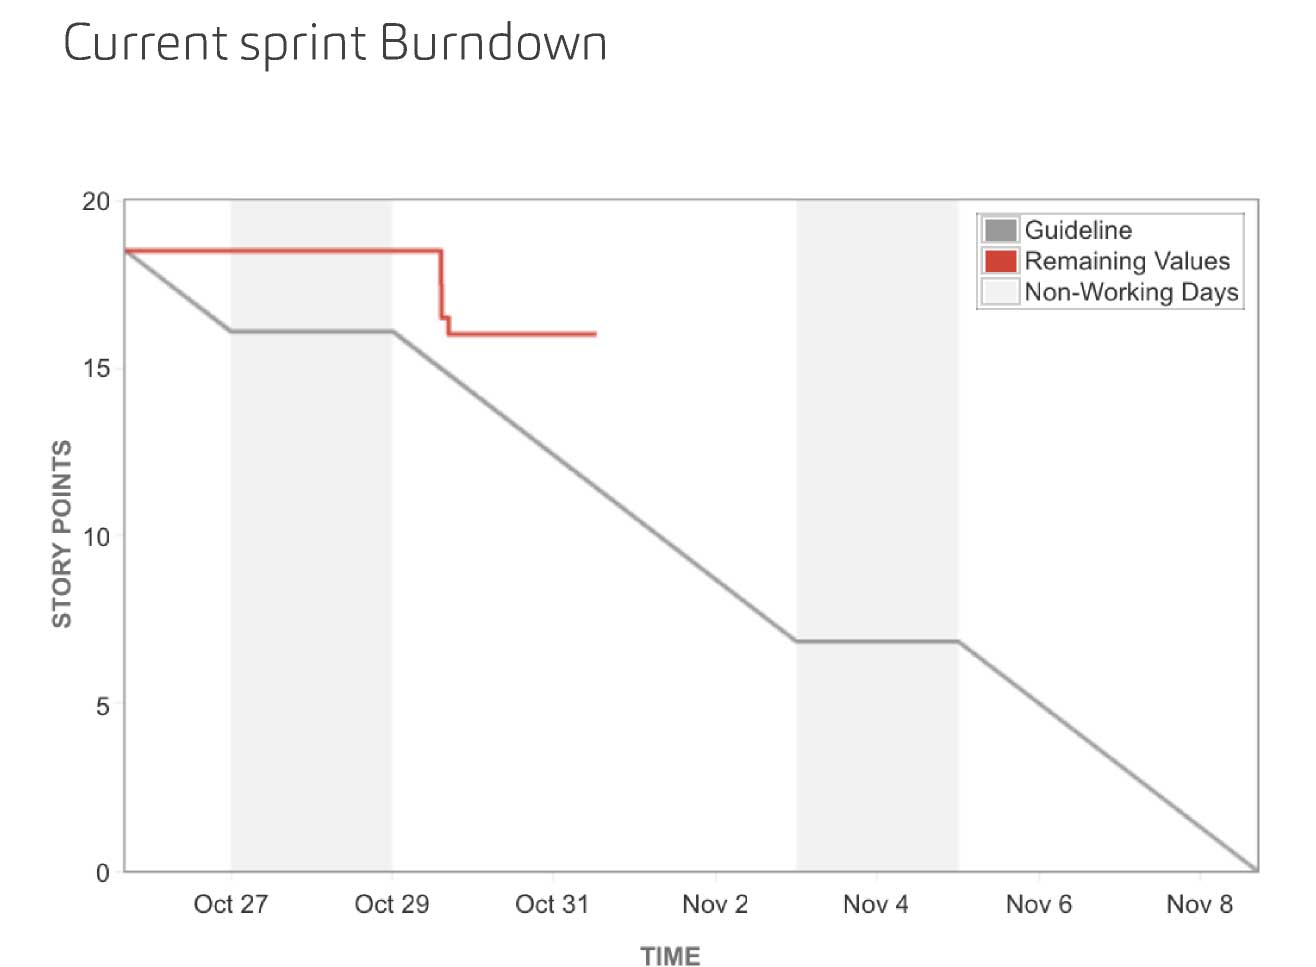 Current sprint Burndown
20
Guideline
Remaining Values
Non-Working Days
15
10
5
0
STORY POINTS
Oct 27 Oct 29 Oct 31 Nov 2 Nov 4 Nov 6 Nov 8
TIME